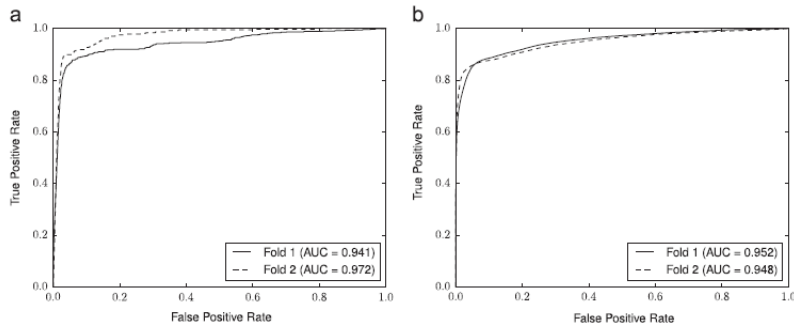 a
1.0
0.8
0.6
0.4
0.2
0.0
True Positive Rate
0.0 0.2 0.4 0.6 0.8 1.0
False Positive Rate
Fold 1 (AUC = 0.941)
Fold 2 (AUC = 0.972)
b
1.0
0.8
0.6
0.4
0.2
0.0
True Positive Rate
0.0 0.2 0.4 0.6 0.8 1.0
False Positive Rate
Fold 1 (AUC = 0.952)
Fold 2 (AUC = 0.948)